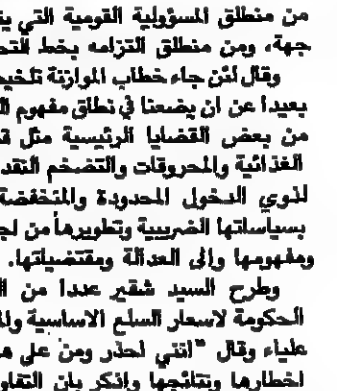 من منطلق المسؤولية القومية التي
جهة، ومن منطلق التزامه بخط
وقال لئن جاء خطاب الموازنة
بعيدا عن ان يضعنا في نطاق مفهوم
من بعض القضايا الرئيسية مثل
الغذائية والمحروقات والتضخم النقد
لذوي الدخول المحدودة والمنخفضة
بسياساتها الضريبية وتطويرها من
ومفهومها والى العدالة ومقتضياتها.
وطرح السيد شقير عددا من
الحكومة لاسعار السلع الاساسية
علياء وقال "انني احذر ومن على
اخطارها ونتائجها واذكر بان